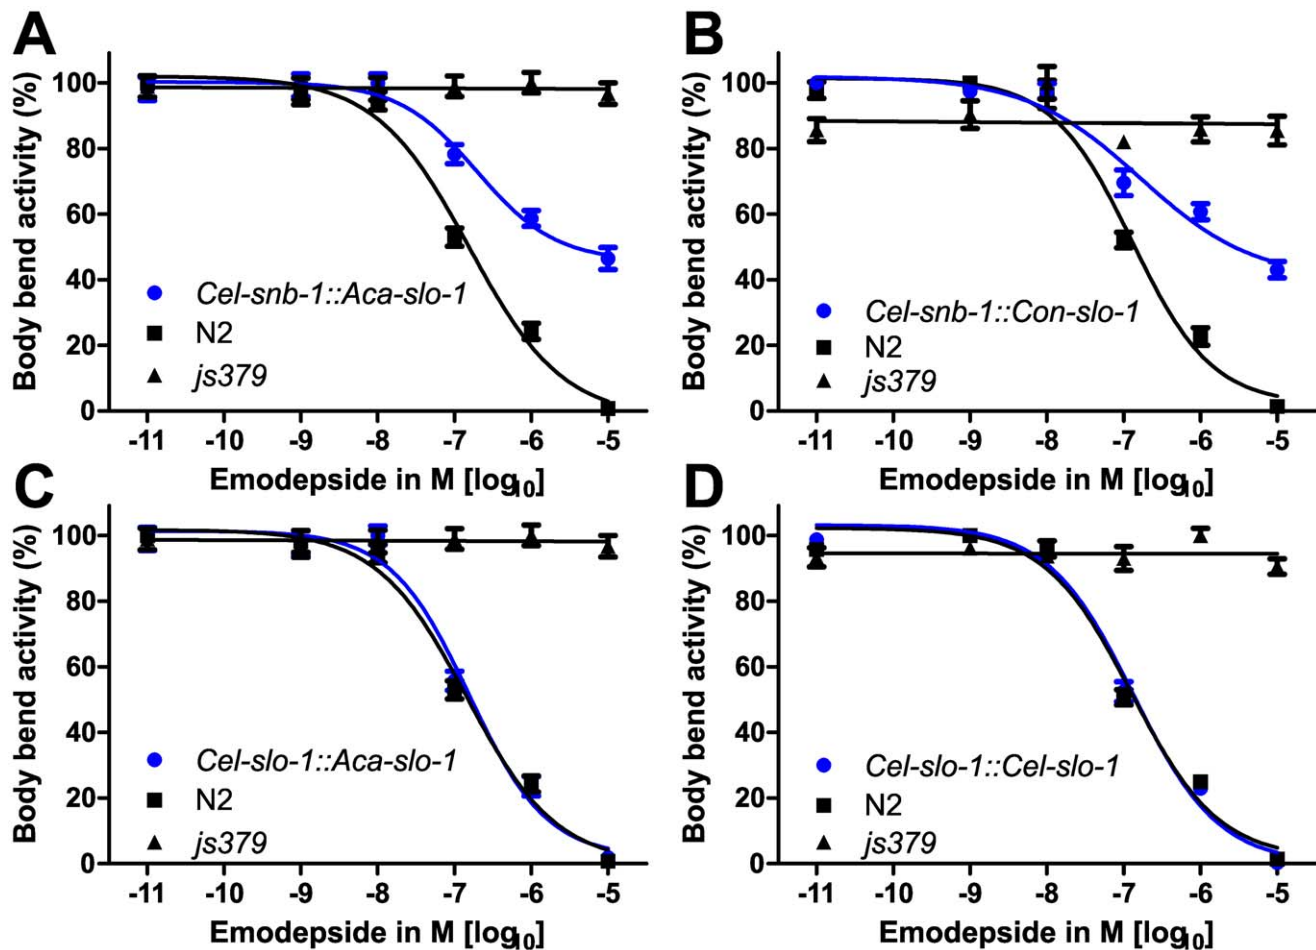 A
Body bend activity (%)
100
80
60
40
20
0
Cel-snb-1::Aca-slo-1
N2
js379
-11 -10 -9 -8 -7 -6 -5
Emodepside in M [log10]
B
Body bend activity (%)
100
80
60
40
20
0
Cel-snb-1::Con-slo-1
N2
js379
-11 -10 -9 -8 -7 -6 -5
Emodepside in M [log10]
C
Body bend activity (%)
100
80
60
40
20
0
Cel-slo-1::Aca-slo-1
N2
js379
-11 -10 -9 -8 -7 -6 -5
Emodepside in M [log10]
D
Body bend activity (%)
100
80
60
40
20
0
Cel-slo-1::Cel-slo-1
N2
js379
-11 -10 -9 -8 -7 -6 -5
Emodepside in M [log10]